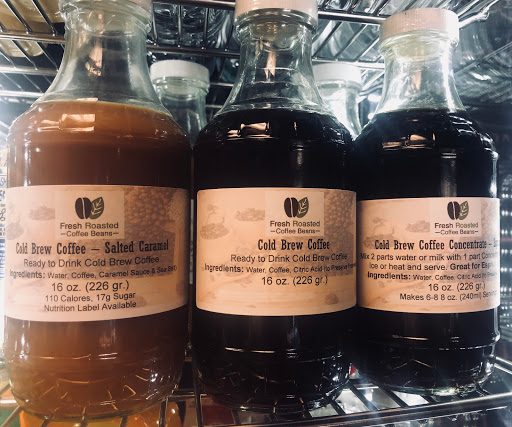 Fresh Roasted
—Coffee Beans—
Cold Brew Coffee – Salted Caramel
Ready to Drink Cold Brew Coffee
Ingredients: Water, Coffee, Caramel Sauce & Sea Salt
16 oz. (226 gr.)
110 Calores, 17g Sugar
Nutrition Label Available
Fresh Roasted
—Coffee Beans—
Cold Brew Coffee
Ready to Drink Cold Brew Coffee
Ingredients: Water, Coffee, Citric Acid to Preserve
16 oz. (226 gr.)
Fresh Roasted
—Coffee Beans—
Cold Brew Coffee Concentrate –
Mix 2 parts water or milk with 1 part
ice or heat and serve. Great for
Ingredients: Water, Coffee, Citric Acid
16 oz. (226 gr.)
Makes 6-8 8 oz. (240ml)